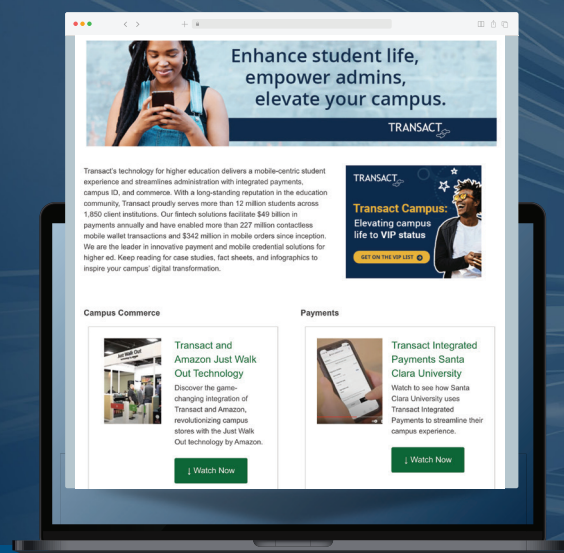 Enhance student life,
empower admins,
elevate your campus.
TRANSACT
Transact's technology for higher education delivers a mobile-centric student
experience and streamlines administration with integrated payments,
campus ID, and commerce. With a long-standing reputation in the education
community, Transact proudly serves more than 12 million students across
1,850 client institutions. Our fintech solutions facilitate $49 billion in
payments annually and have enabled more than 227 million contactless
mobile wallet transactions and $342 million in mobile orders since inception.
We are the leader in innovative payment and mobile credential solutions for
higher ed. Keep reading for case studies, fact sheets, and infographics to
inspire your campus' digital transformation.
TRANSACT
Transact Campus:
Elevating campus
life to VIP status
GET ON THE VIP LIST
Campus Commerce
Just Walk Out
Transact and
Amazon Just Walk
Out Technology
Discover the game-
changing integration of
Transact and Amazon,
revolutionizing campus
stores with the Just Walk
Out technology by Amazon.
↓ Watch Now
Payments
Transact Integrated
Payments Santa
Clara University
Watch to see how Santa
Clara University uses
Transact Integrated
Payments to streamline their
campus experience.
↓ Watch Now